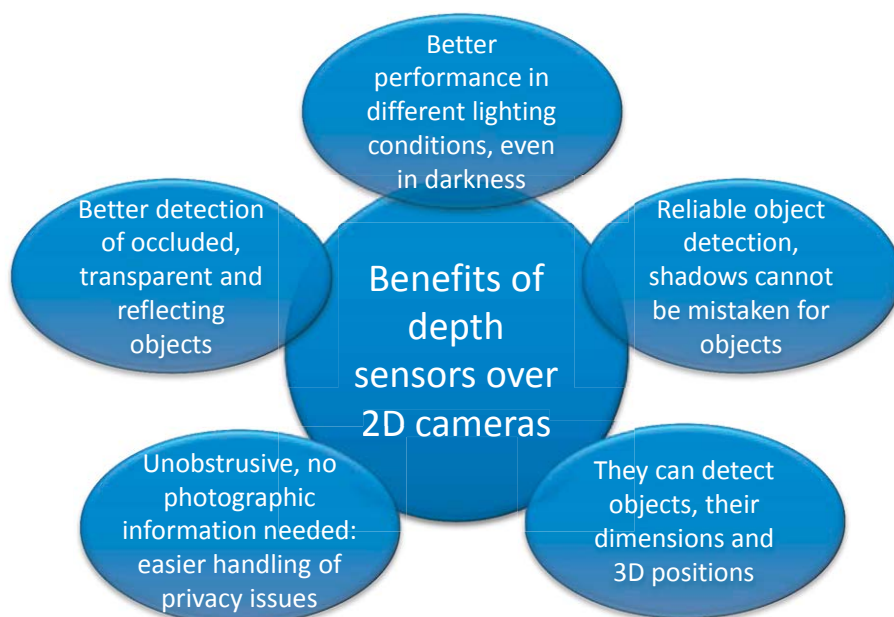 Better
performance in
different lighting
conditions, even
in darkness
Better detection
of occluded,
transparent and
reflecting
objects
Reliable object
detection,
shadows cannot
be mistaken for
objects
Benefits of
depth
sensors over
2D cameras
Unobstrusive, no
photographic
information needed:
easier handling of
privacy issues
They can detect
objects, their
dimensions and
3D positions